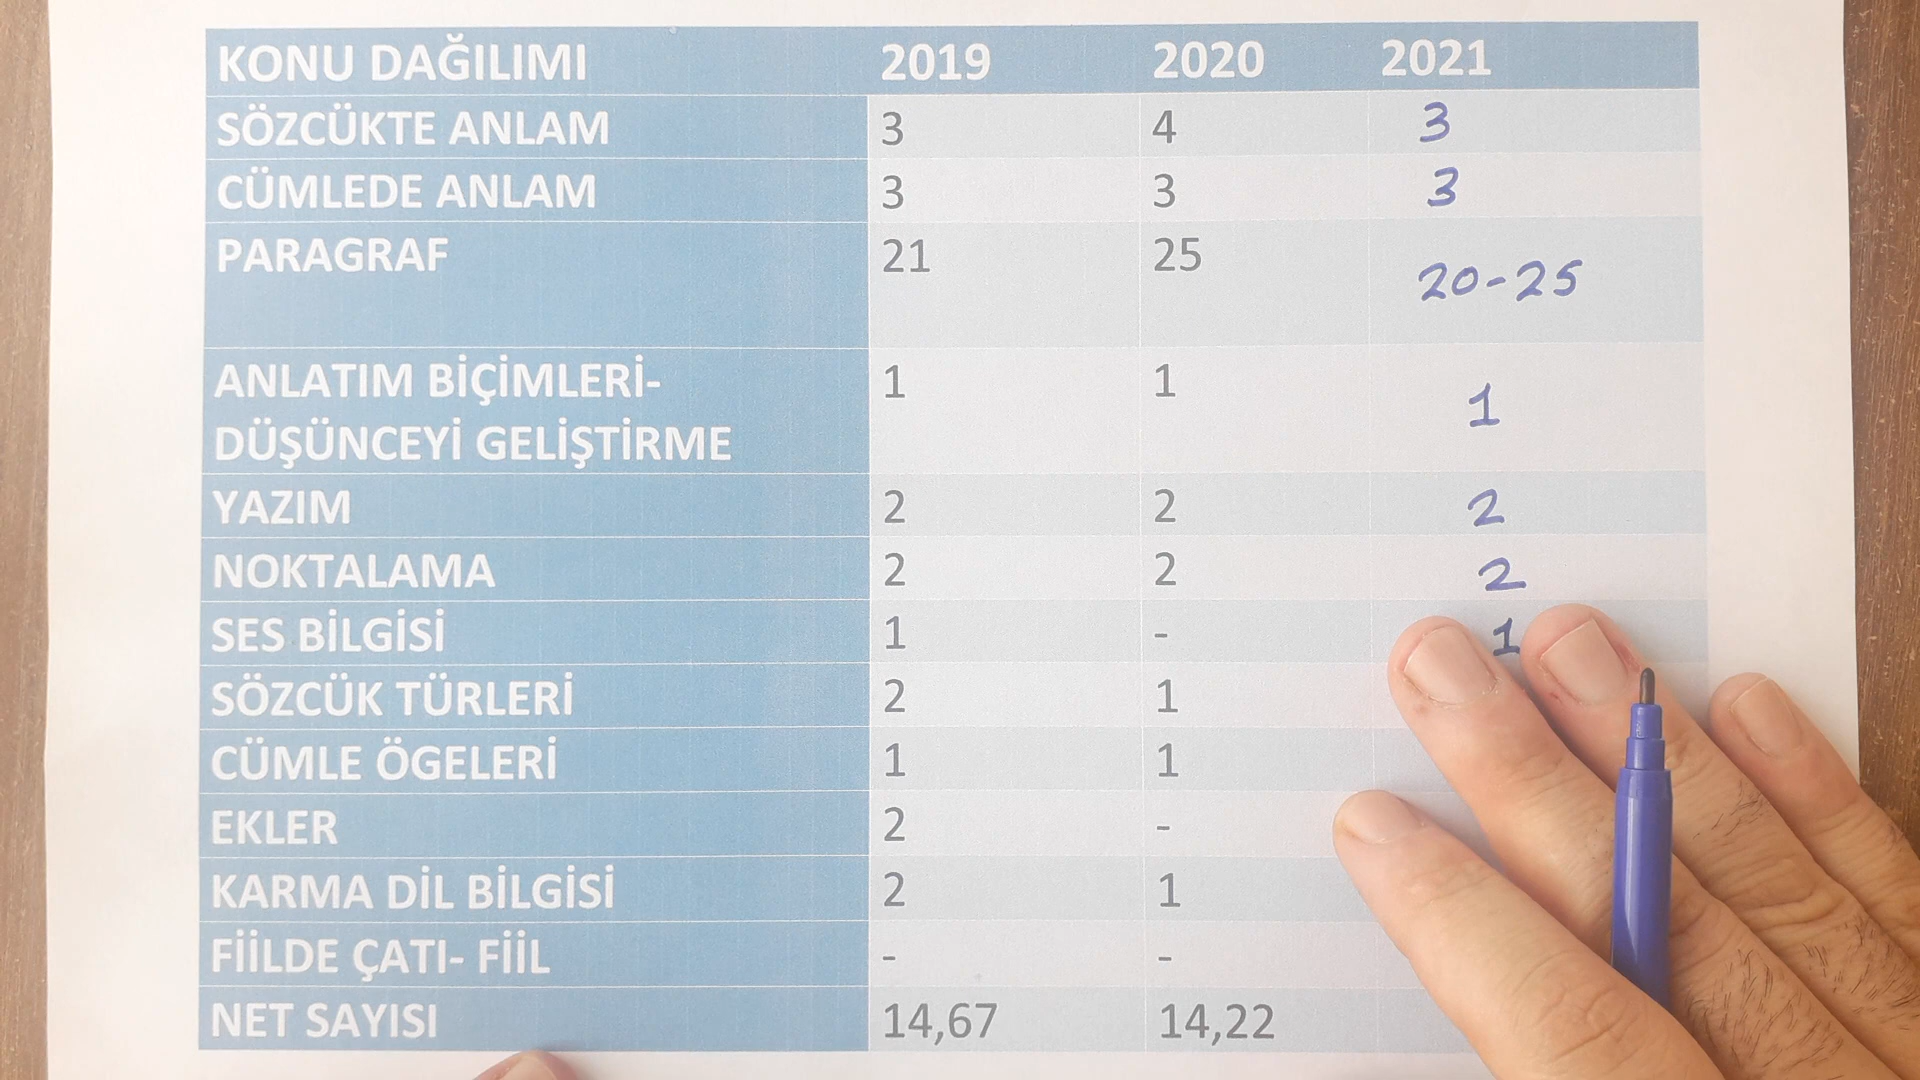 KONU DAĞILIMI 2019 2020 2021
SÖZCÜKTE ANLAM 3 4 3
CÜMLEDE ANLAM 3 3 3
PARAGRAF 21 25 20-25
ANLATIM BİÇİMLERİ- 1 1 1
DÜŞÜNCEYİ GELİŞTİRME
YAZIM 2 2 2
NOKTALAMA 2 2 2
SES BİLGİSİ 1 - 1
SÖZCÜK TÜRLERİ 2 1
CÜMLE ÖGELERİ 1 1
EKLER 2 -
KARMA DİL BİLGİSİ 2 1
FİİLDE ÇATI- FİİL - -
NET SAYISI 14,67 14,22